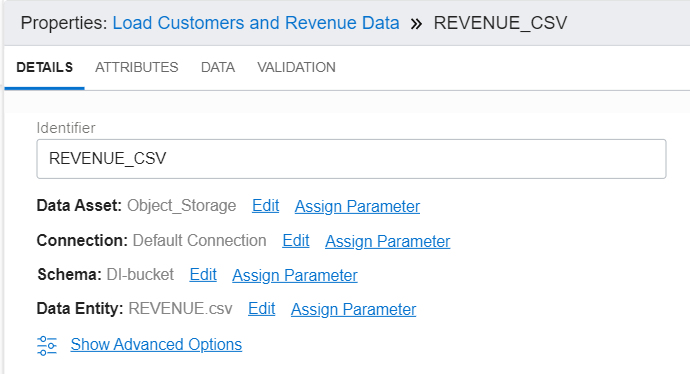 Properties: Load Customers and Revenue Data » REVENUE_CSV
DETAILS ATTRIBUTES DATA VALIDATION
Identifier
REVENUE_CSV
Data Asset: Object_Storage Edit Assign Parameter
Connection: Default Connection Edit Assign Parameter
Schema: DI-bucket Edit Assign Parameter
Data Entity: REVENUE.csv Edit Assign Parameter
Show Advanced Options